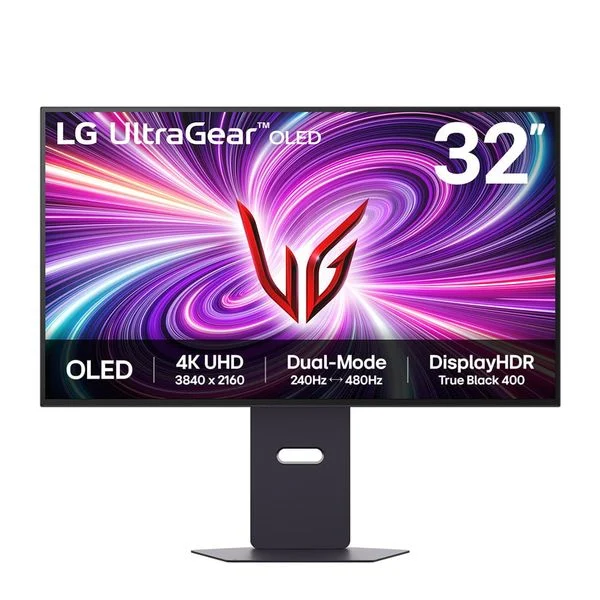 LG UltraGear™ OLED
32”
OLED
4K UHD
3840 x 2160
Dual-Mode
240Hz ↔ 480Hz
DisplayHDR
True Black 400